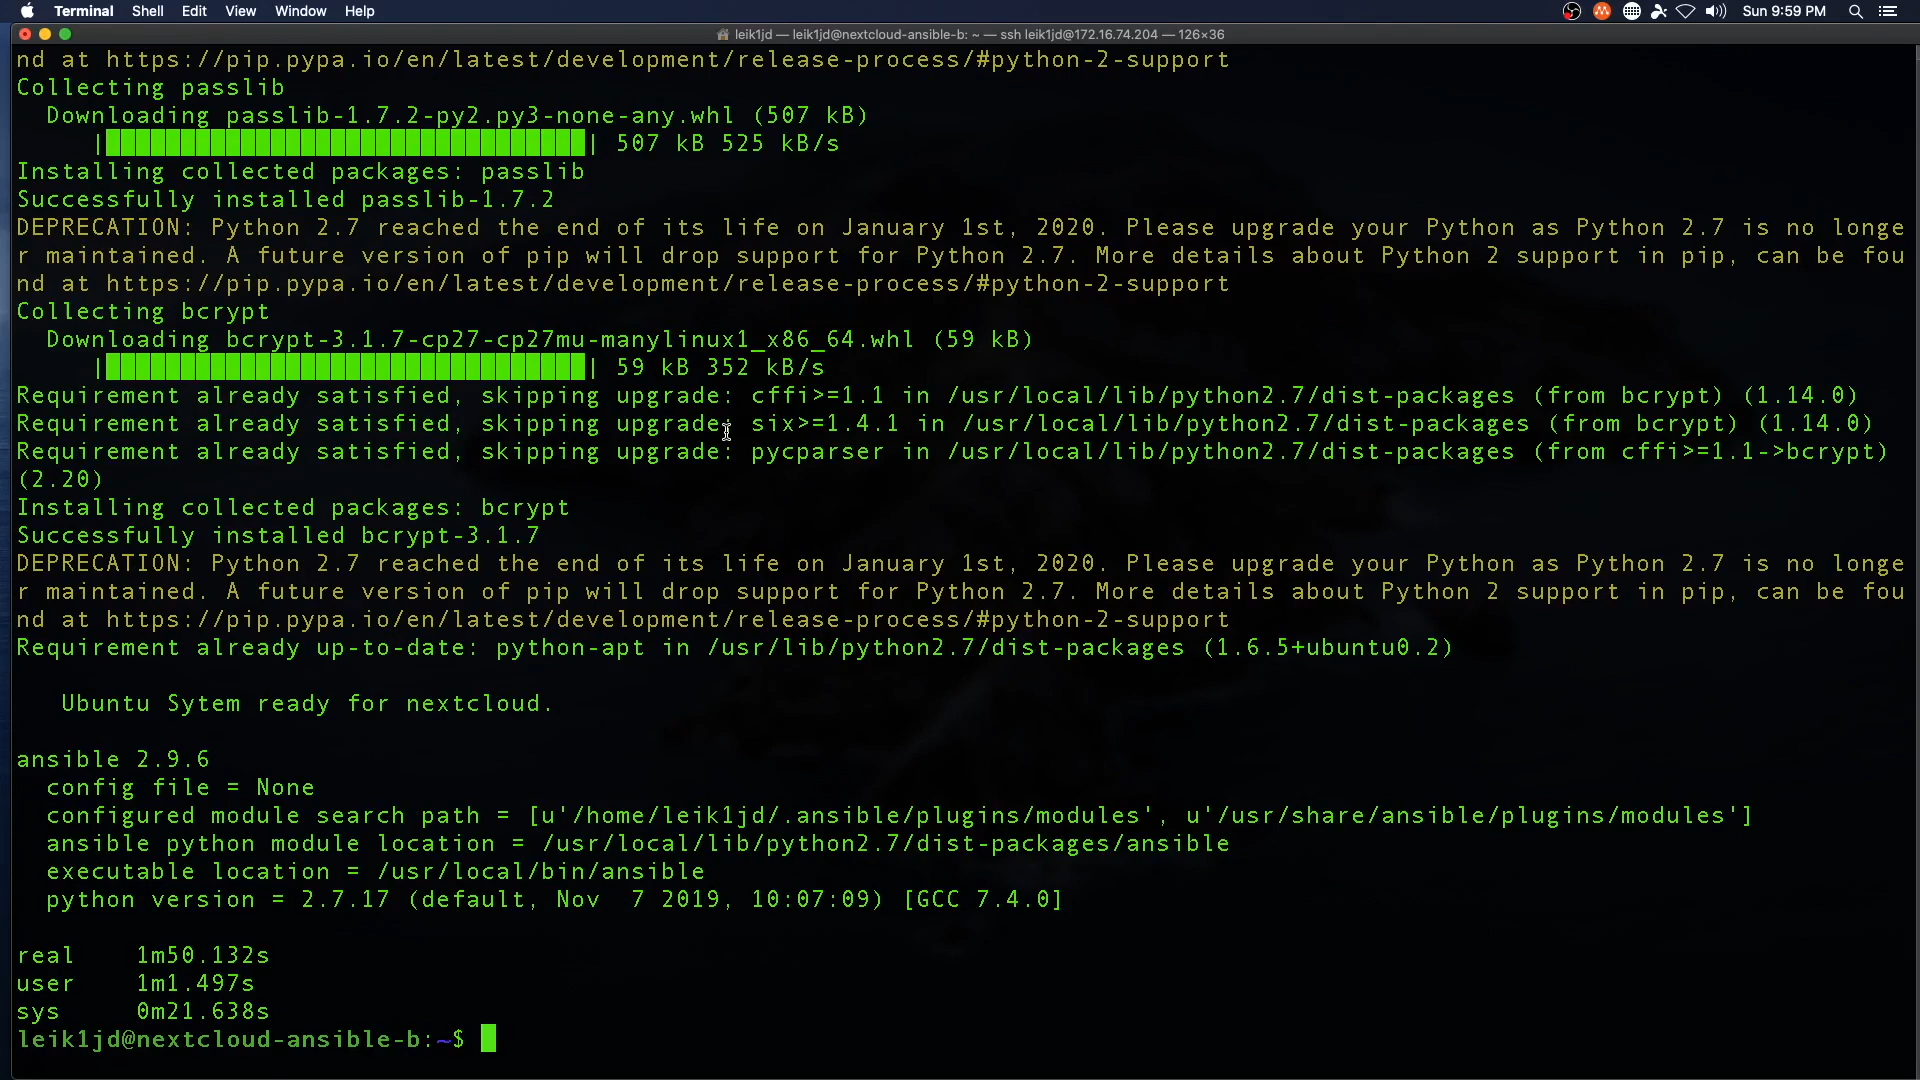 Terminal Shell Edit View Window Help Sun 9:59 PM
leik1jd — leik1jd@nextcloud-ansible-b: ~ — ssh leik1jd@172.16.74.204 — 126×36
nd at https://pip.pypa.io/en/latest/development/release-process/#python-2-support
Collecting passlib
Downloading passlib-1.7.2-py2.py3-none-any.whl (507 kB)
| | 507 kB 525 kB/s
Installing collected packages: passlib
Successfully installed passlib-1.7.2
DEPRECATION: Python 2.7 reached the end of its life on January 1st, 2020. Please upgrade your Python as Python 2.7 is no longe
r maintained. A future version of pip will drop support for Python 2.7. More details about Python 2 support in pip, can be fou
nd at https://pip.pypa.io/en/latest/development/release-process/#python-2-support
Collecting bcrypt
Downloading bcrypt-3.1.7-cp27-cp27mu-manylinux1_x86_64.whl (59 kB)
| | 59 kB 352 kB/s
Requirement already satisfied, skipping upgrade: cffi>=1.1 in /usr/local/lib/python2.7/dist-packages (from bcrypt) (1.14.0)
Requirement already satisfied, skipping upgrade: six>=1.4.1 in /usr/local/lib/python2.7/dist-packages (from bcrypt) (1.14.0)
Requirement already satisfied, skipping upgrade: pycparser in /usr/local/lib/python2.7/dist-packages (from cffi>=1.1->bcrypt)
(2.20)
Installing collected packages: bcrypt
Successfully installed bcrypt-3.1.7
DEPRECATION: Python 2.7 reached the end of its life on January 1st, 2020. Please upgrade your Python as Python 2.7 is no longe
r maintained. A future version of pip will drop support for Python 2.7. More details about Python 2 support in pip, can be fou
nd at https://pip.pypa.io/en/latest/development/release-process/#python-2-support
Requirement already up-to-date: python-apt in /usr/lib/python2.7/dist-packages (1.6.5+ubuntu0.2)
Ubuntu Sytem ready for nextcloud.
ansible 2.9.6
config file = None
configured module search path = [u'/home/leik1jd/.ansible/plugins/modules', u'/usr/share/ansible/plugins/modules']
ansible python module location = /usr/local/lib/python2.7/dist-packages/ansible
executable location = /usr/local/bin/ansible
python version = 2.7.17 (default, Nov  7 2019, 10:07:09) [GCC 7.4.0]
real 1m50.132s
user 1m1.497s
sys 0m21.638s
leik1jd@nextcloud-ansible-b:~$